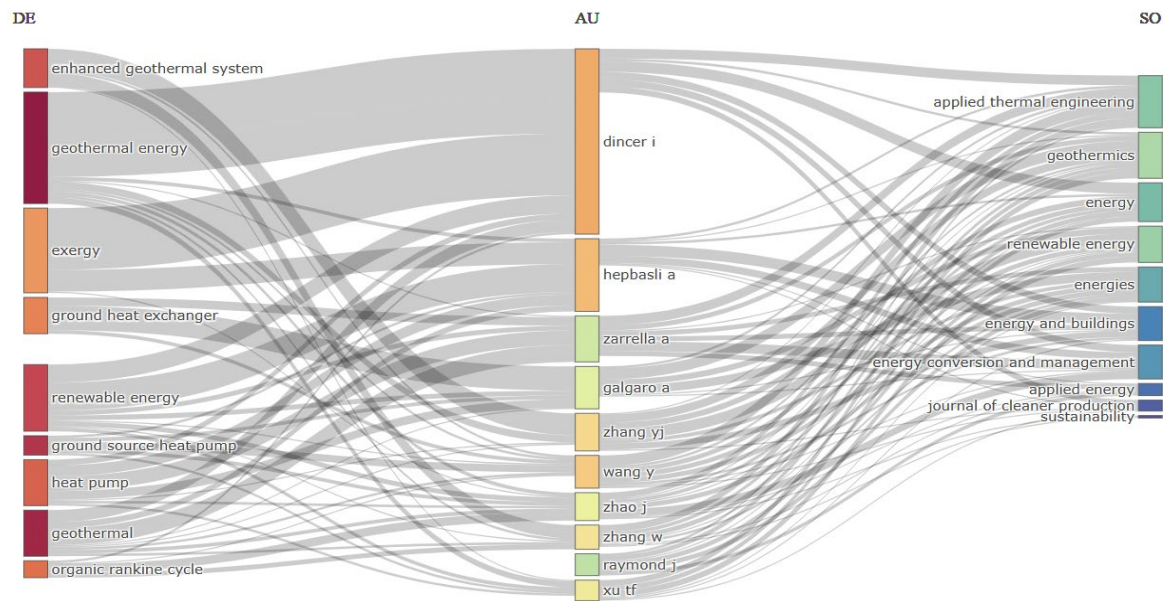 DE
AU
SO
enhanced geothermal system
geothermal energy
exergy
ground heat exchanger
renewable energy
ground source heat pump
heat pump
geothermal
organic rankine cycle
dincer i
hepbasli a
zarrella a
galgaro a
zhang yj
wang y
zhao j
zhang w
raymond j
xu tf
applied thermal engineering
geothermics
energy
renewable energy
energies
energy and buildings
energy conversion and management
applied energy
journal of cleaner production
sustainability